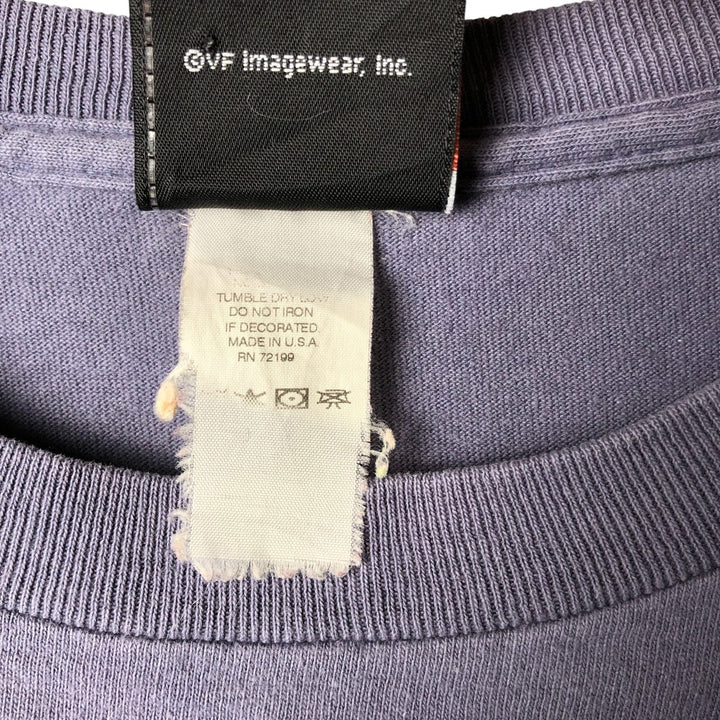 ©VF Imagewear, Inc.
TUMBLE DRY LOW
DO NOT IRON
IF DECORATED.
MADE IN U.S.A.
RN 72199